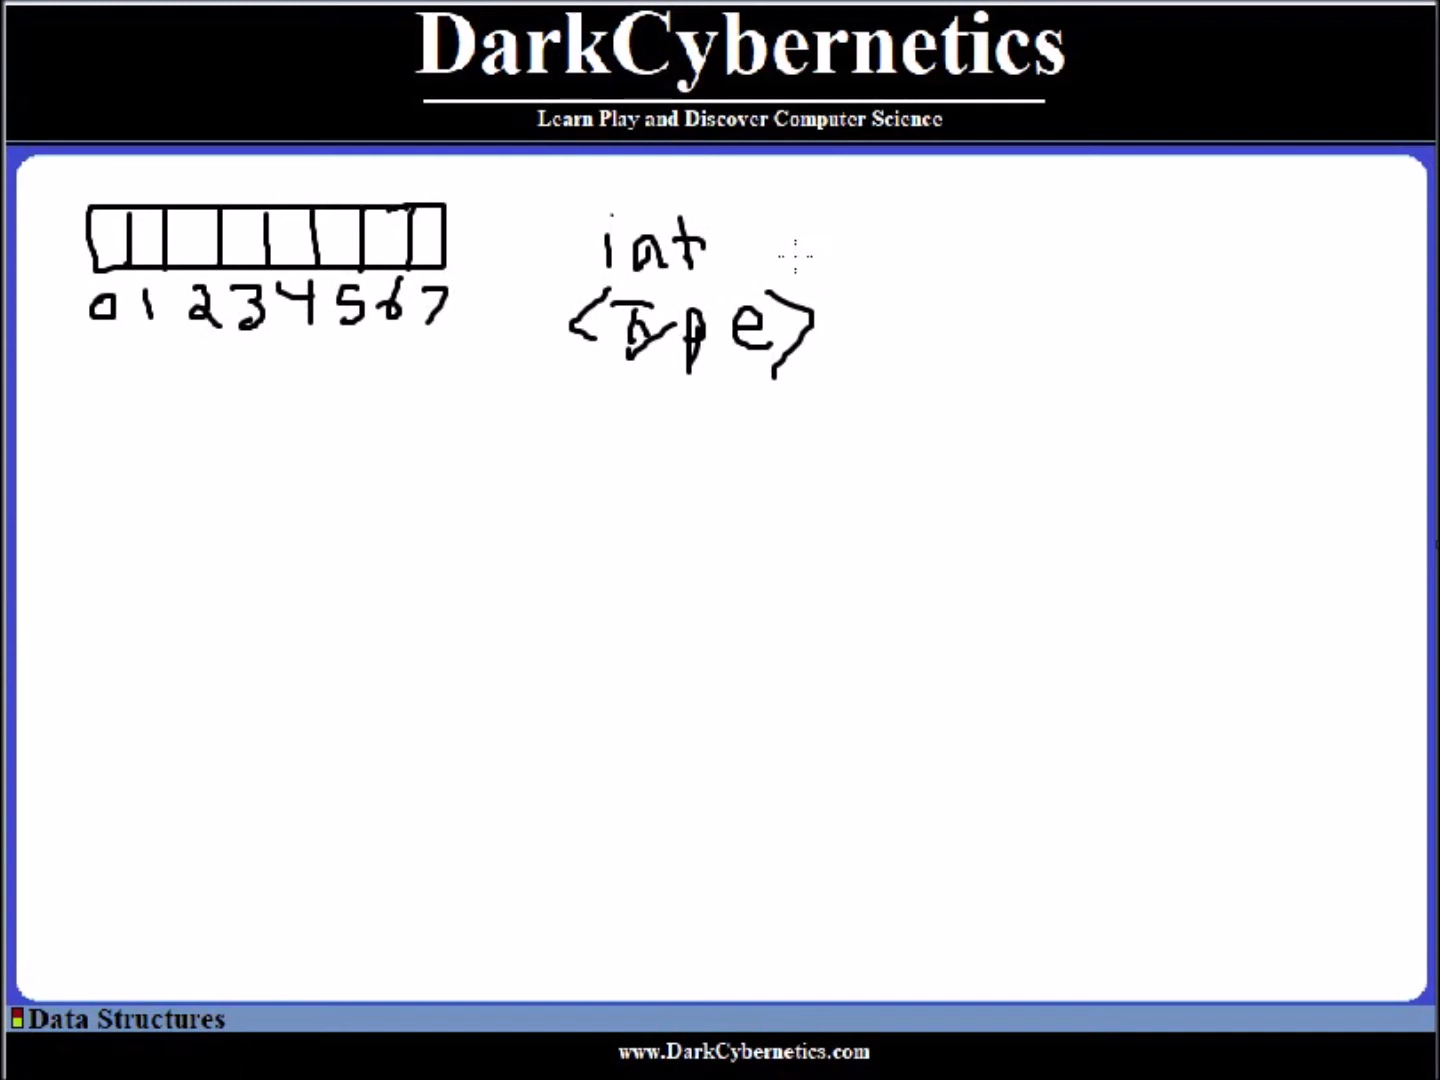 DarkCybernetics
Learn Play and Discover Computer Science
int
0 1 2 3 4 5 6 7
<Type>
Data Structures
www.DarkCybernetics.com